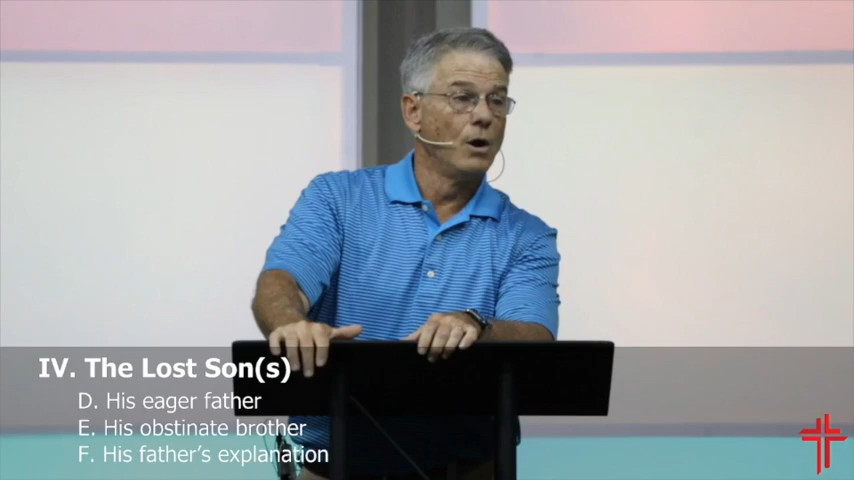 IV. The Lost Son(s)
D. His eager father
E. His obstinate brother
F. His father's explanation